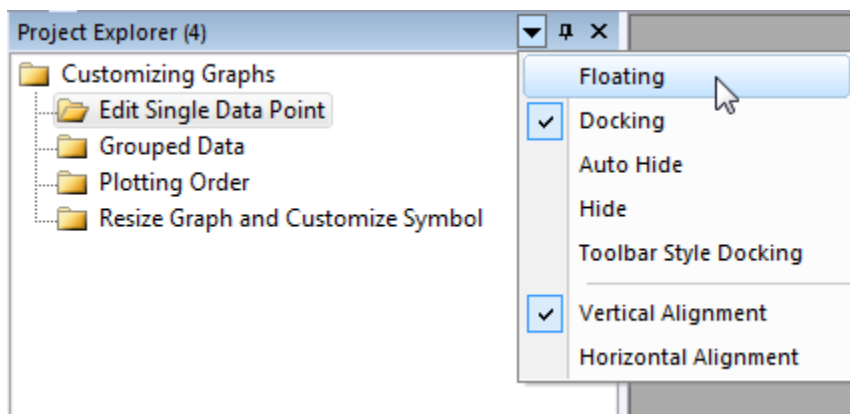 Project Explorer (4)
Customizing Graphs
Edit Single Data Point
Grouped Data
Plotting Order
Resize Graph and Customize Symbol
Floating
Docking
Auto Hide
Hide
Toolbar Style Docking
Vertical Alignment
Horizontal Alignment